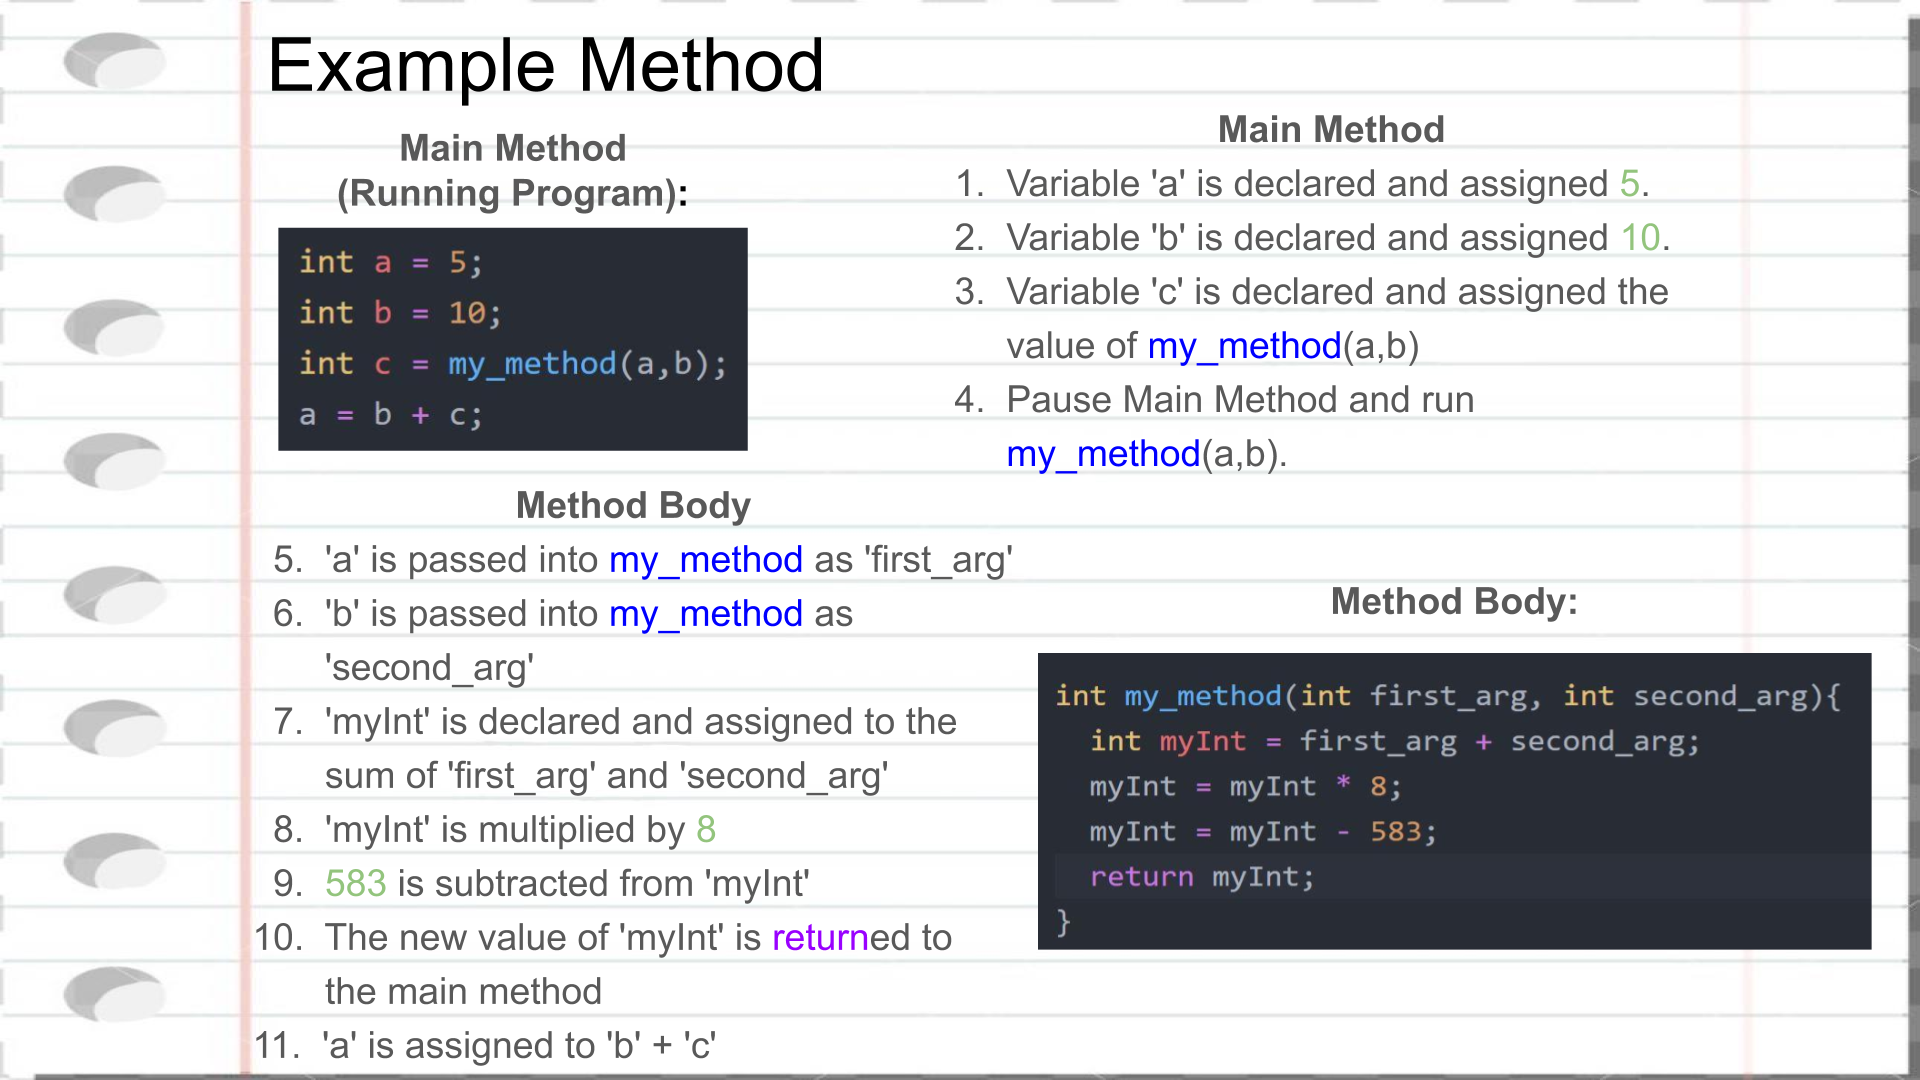 Example Method
Main Method
(Running Program):
int a = 5;
int b = 10;
int c = my_method(a,b);
a = b + c;
Main Method
1. Variable 'a' is declared and assigned 5.
2. Variable 'b' is declared and assigned 10.
3. Variable 'c' is declared and assigned the
value of my_method(a,b)
4. Pause Main Method and run
my_method(a,b).
Method Body
5. 'a' is passed into my_method as 'first_arg'
6. 'b' is passed into my_method as
'second_arg'
7. 'myInt' is declared and assigned to the
sum of 'first_arg' and 'second_arg'
8. 'myInt' is multiplied by 8
9. 583 is subtracted from 'myInt'
10. The new value of 'myInt' is returned to
the main method
11. 'a' is assigned to 'b' + 'c'
Method Body:
int my_method(int first_arg, int second_arg){
int myInt = first_arg + second_arg;
myInt = myInt * 8;
myInt = myInt - 583;
return myInt;
}